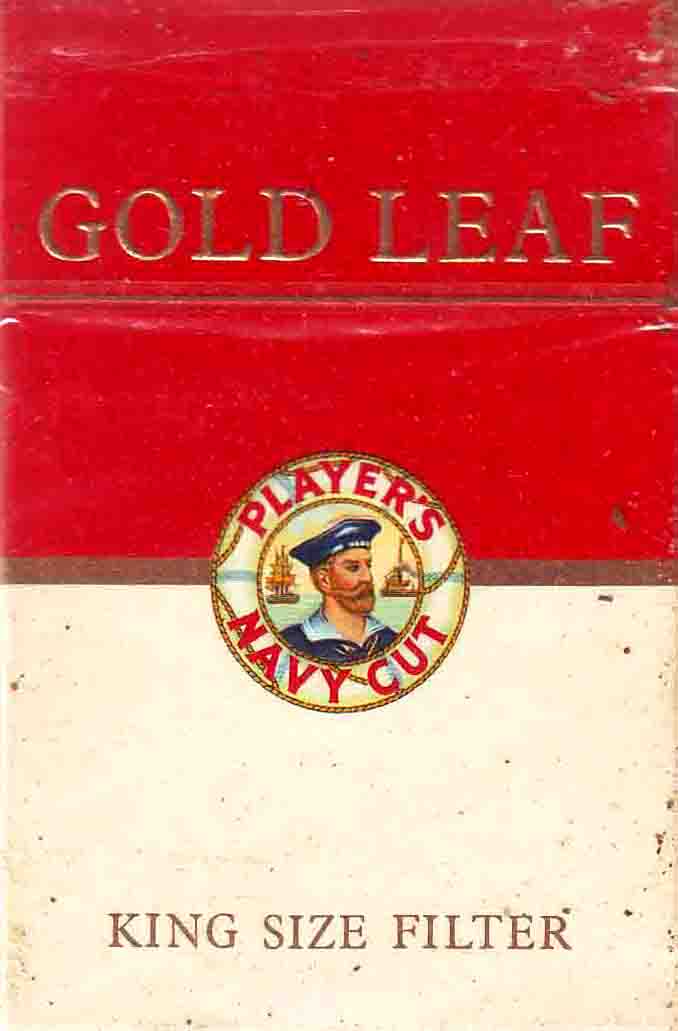 GOLD LEAF
PLAYER'S
NAVY CUT
KING SIZE FILTER